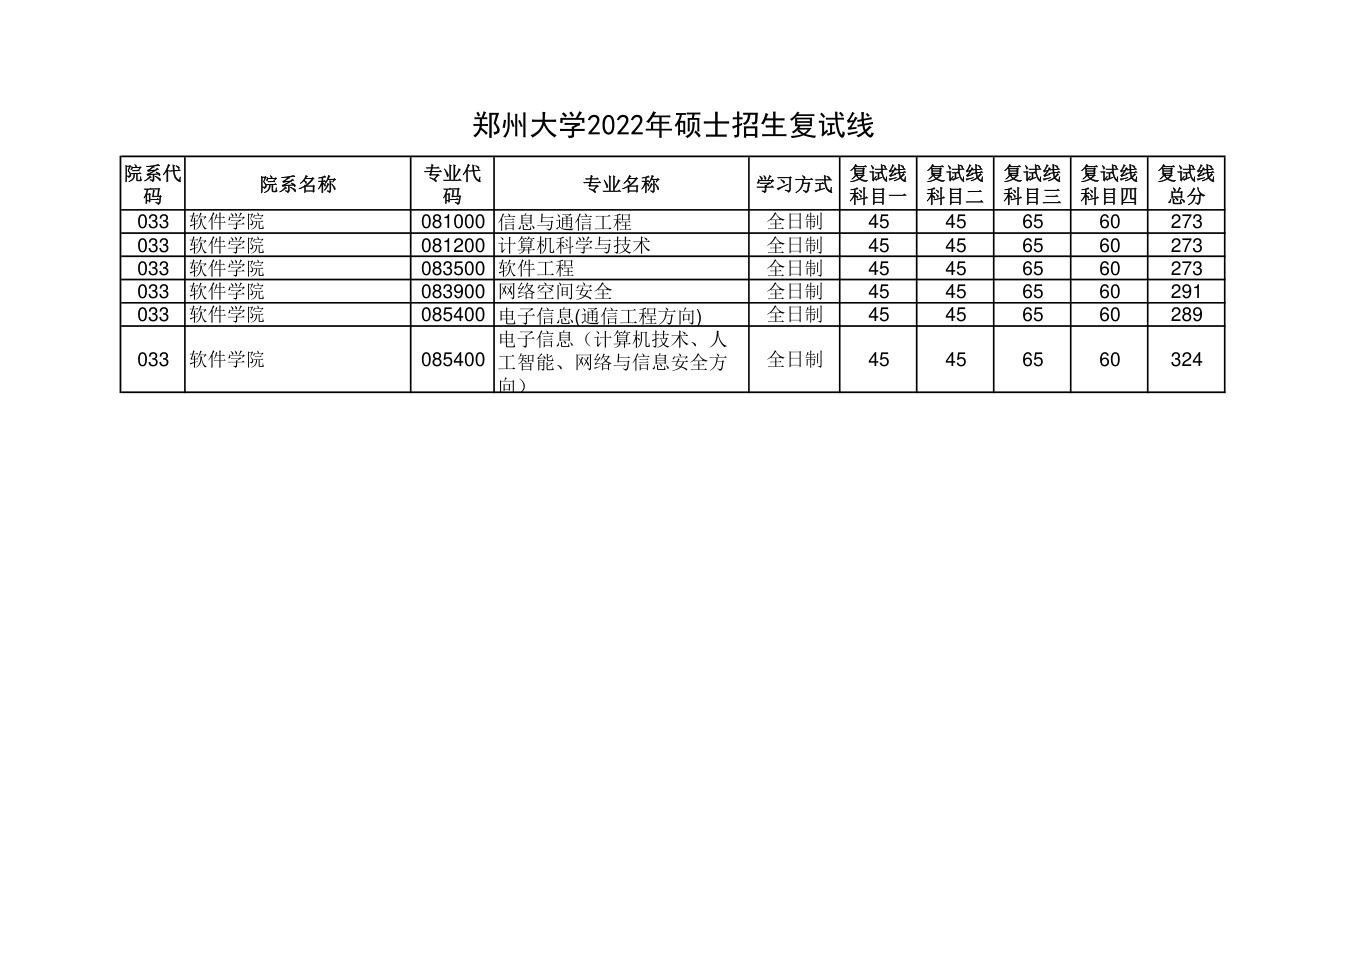 郑州大学2022年硕士招生复试线
院系代码 院系名称 专业代码 专业名称 学习方式 复试线科目一 复试线科目二 复试线科目三 复试线科目四 复试线总分
033 软件学院 081000 信息与通信工程 全日制 45 45 65 60 273
033 软件学院 081200 计算机科学与技术 全日制 45 45 65 60 273
033 软件学院 083500 软件工程 全日制 45 45 65 60 273
033 软件学院 083900 网络空间安全 全日制 45 45 65 60 291
033 软件学院 085400 电子信息(通信工程方向) 全日制 45 45 65 60 289
033 软件学院 085400 电子信息（计算机技术、人工智能、网络与信息安全方向） 全日制 45 45 65 60 324